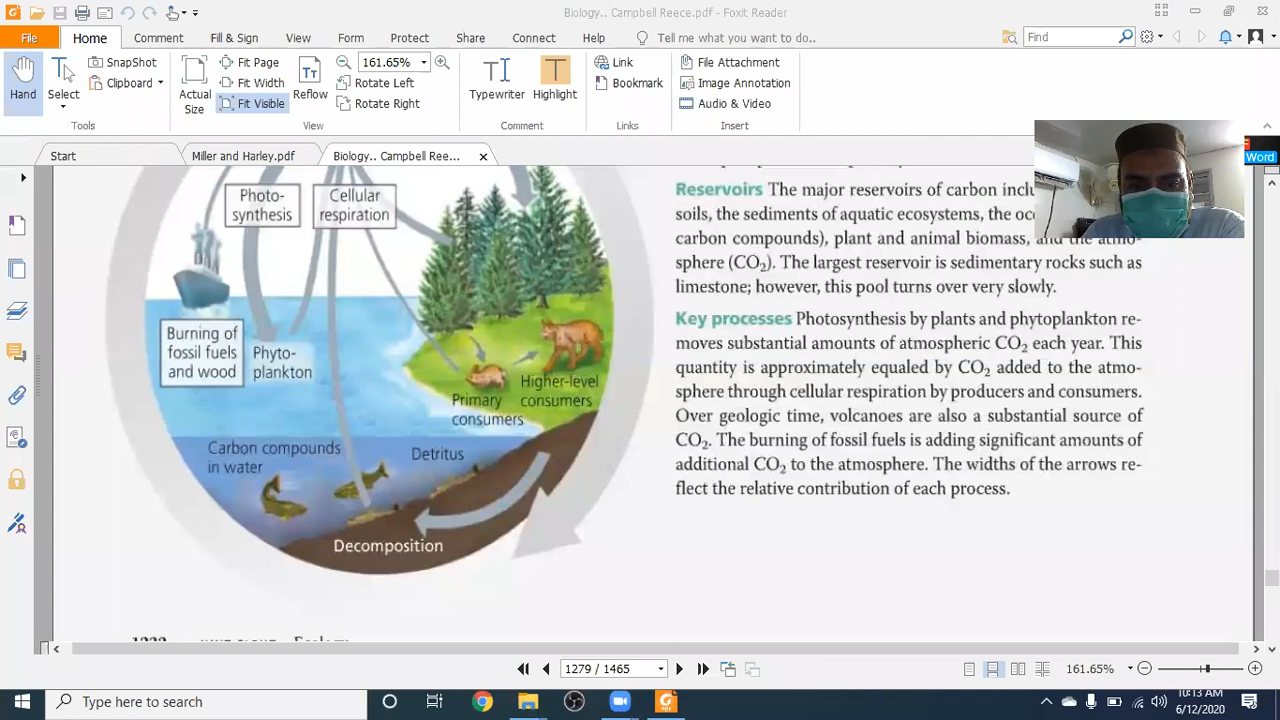 Biology.. Campbell Reece.pdf - Foxit Reader
File Home Comment Fill & Sign View Form Protect Share Connect Help Tell me what you want to do.. Find
Hand
Select
SnapShot
Clipboard
Tools
Actual Size
Fit Page
Fit Width
Fit Visible
Reflow
161.65%
Rotate Left
Rotate Right
View
Typewriter
Highlight
Comment
Link
Bookmark
Links
File Attachment
Image Annotation
Audio & Video
Insert
Word
Start Miller and Harley.pdf Biology.. Campbell Ree...
Photo-
synthesis
Cellular
respiration
Burning of
fossil fuels
and wood
Phyto-
plankton
Primary
consumers
Higher-level
consumers
Carbon compounds
in water
Detritus
Decomposition
Reservoirs The major reservoirs of carbon inclu
soils, the sediments of aquatic ecosystems, the oc
carbon compounds), plant and animal biomass, and the atmo-
sphere (CO₂). The largest reservoir is sedimentary rocks such as
limestone; however, this pool turns over very slowly.
Key processes Photosynthesis by plants and phytoplankton re-
moves substantial amounts of atmospheric CO₂ each year. This
quantity is approximately equaled by CO₂ added to the atmo-
sphere through cellular respiration by producers and consumers.
Over geologic time, volcanoes are also a substantial source of
CO₂. The burning of fossil fuels is adding significant amounts of
additional CO₂ to the atmosphere. The widths of the arrows re-
flect the relative contribution of each process.
1279 / 1465
161.65%
Type here to search
10:13 AM
6/12/2020